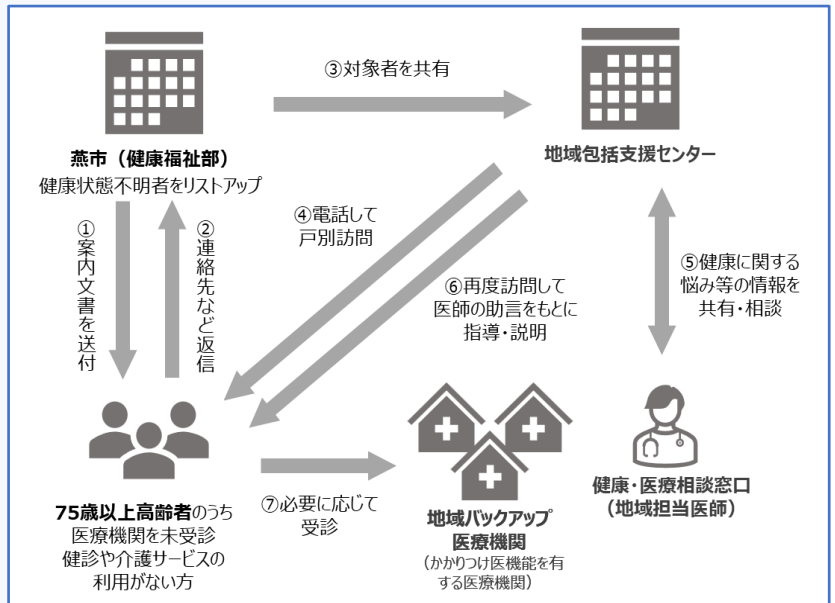 ③対象者を共有
燕市（健康福祉部）
健康状態不明者をリストアップ
地域包括支援センター
①案内文書を送付
②連絡先など返信
④電話して
戸別訪問
⑥再度訪問して
医師の助言をもとに
指導・説明
⑤健康に関する
悩み等の情報を
共有・相談
75歳以上高齢者のうち
医療機関を未受診
健診や介護サービスの
利用がない方
⑦必要に応じて
受診
地域バックアップ
医療機関
（かかりつけ医機能を有
する医療機関）
健康・医療相談窓口
（地域担当医師）